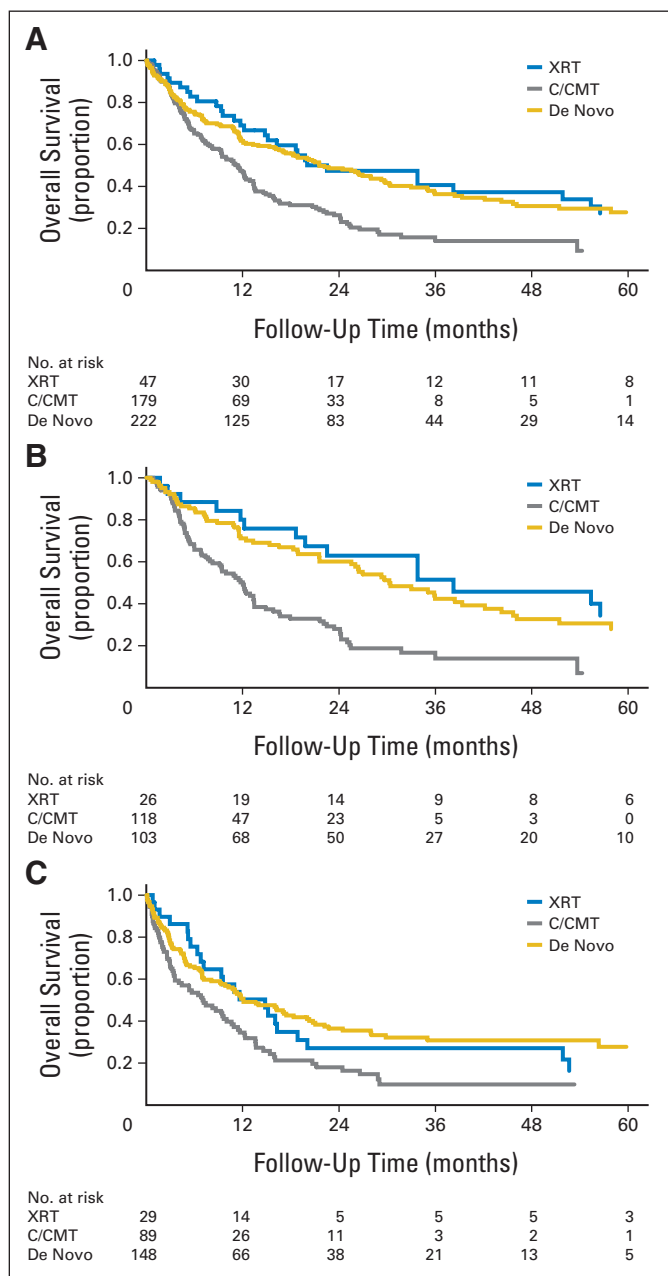 A
1.0
0.8
0.6
0.4
0.2
Overall Survival
(proportion)
XRT
C/CMT
De Novo
0 12 24 36 48 60
Follow-Up Time (months)
No. at risk
XRT 47 30 17 12 11 8
C/CMT 179 69 33 8 5 1
De Novo 222 125 83 44 29 14
B
1.0
0.8
0.6
0.4
0.2
Overall Survival
(proportion)
XRT
C/CMT
De Novo
0 12 24 36 48 60
Follow-Up Time (months)
No. at risk
XRT 26 19 14 9 8 6
C/CMT 118 47 23 5 3 0
De Novo 103 68 50 27 20 10
C
1.0
0.8
0.6
0.4
0.2
Overall Survival
(proportion)
XRT
C/CMT
De Novo
0 12 24 36 48 60
Follow-Up Time (months)
No. at risk
XRT 29 14 5 5 5 3
C/CMT 89 26 11 3 2 1
De Novo 148 66 38 21 13 5